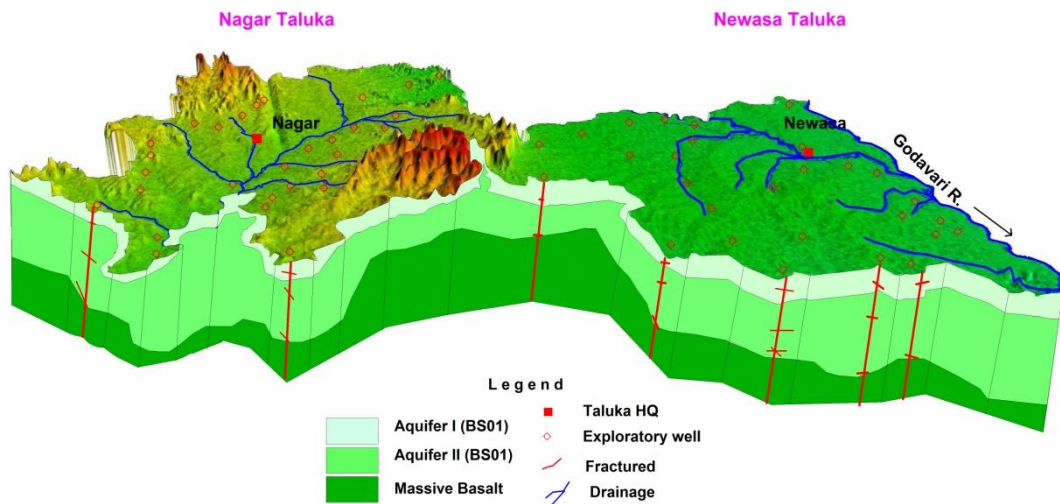 Nagar Taluka
Newasa Taluka
Nagar
Newasa
Godavari R.
Legend
Aquifer I (BS01)
Aquifer II (BS01)
Massive Basalt
Taluka HQ
Exploratory well
Fractured
Drainage